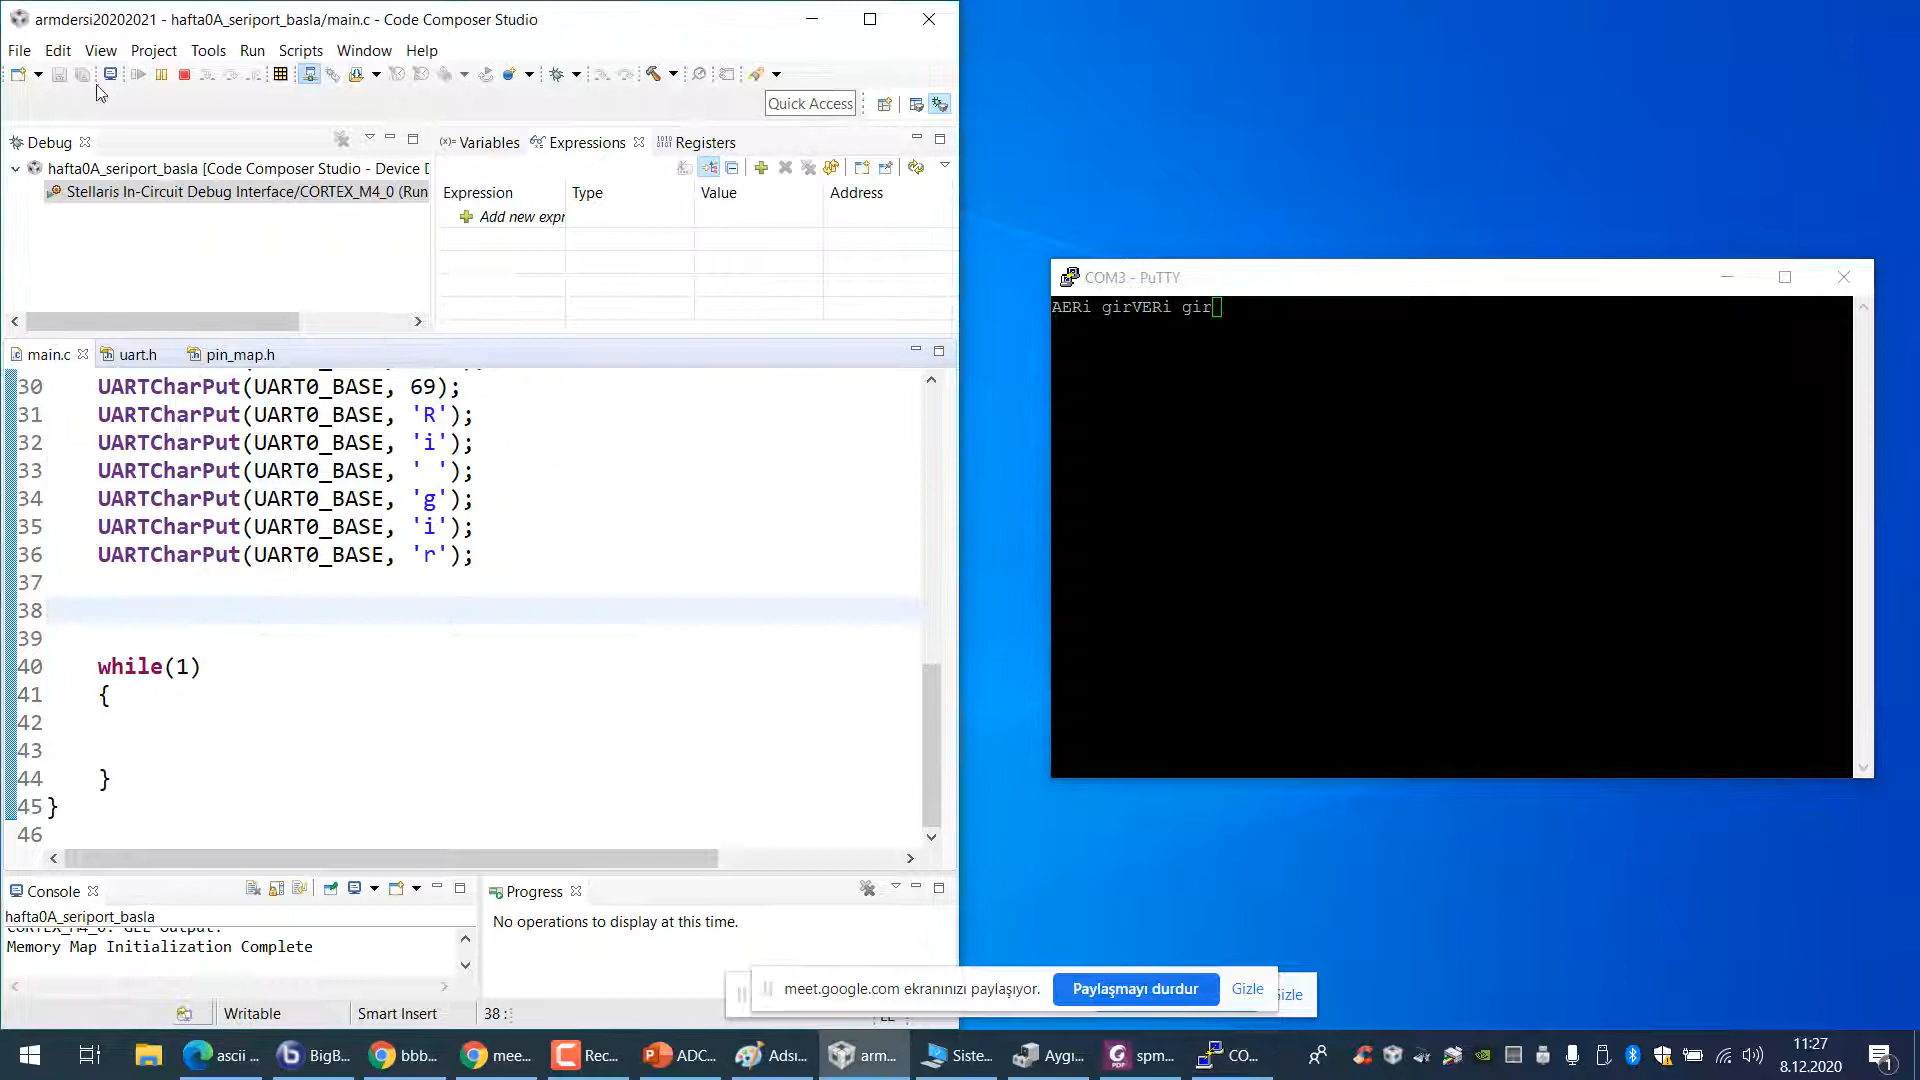 armdersi20202021 - hafta0A_seriport_basla/main.c - Code Composer Studio
File Edit View Project Tools Run Scripts Window Help
Quick Access
Debug
hafta0A_seriport_basla [Code Composer Studio - Device D
Stellaris In-Circuit Debug Interface/CORTEX_M4_0 (Run
(x)= Variables Expressions Registers
Expression Type Value Address
Add new expr
main.c uart.h pin_map.h
30 UARTCharPut(UART0_BASE, 69);
31 UARTCharPut(UART0_BASE, 'R');
32 UARTCharPut(UART0_BASE, 'i');
33 UARTCharPut(UART0_BASE, ' ');
34 UARTCharPut(UART0_BASE, 'g');
35 UARTCharPut(UART0_BASE, 'i');
36 UARTCharPut(UART0_BASE, 'r');
37
38
39
40 while(1)
41 {
42
43
44 }
45 }
46
Console
hafta0A_seriport_basla
CORTEX_M4_0: GEL Output:
Memory Map Initialization Complete
Progress
No operations to display at this time.
Writable Smart Insert 38 :
COM3 - PuTTY
AERi girVERi gir
meet.google.com ekranınızı paylaşıyor. Paylaşmayı durdur Gizle
ascii ... BigB... bbb... mee... Rec... ADC... Adsı... arm... Siste... Aygı... spm... CO...
11:27
8.12.2020
1